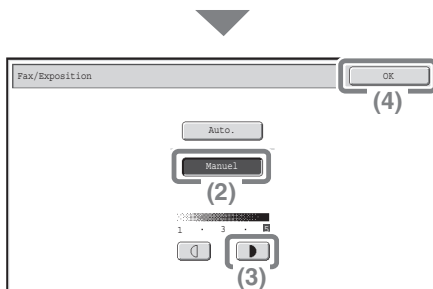 Fax/Exposition
OK
(4)
Auto.
Manuel
(2)
1 · 3 · 5
(3)